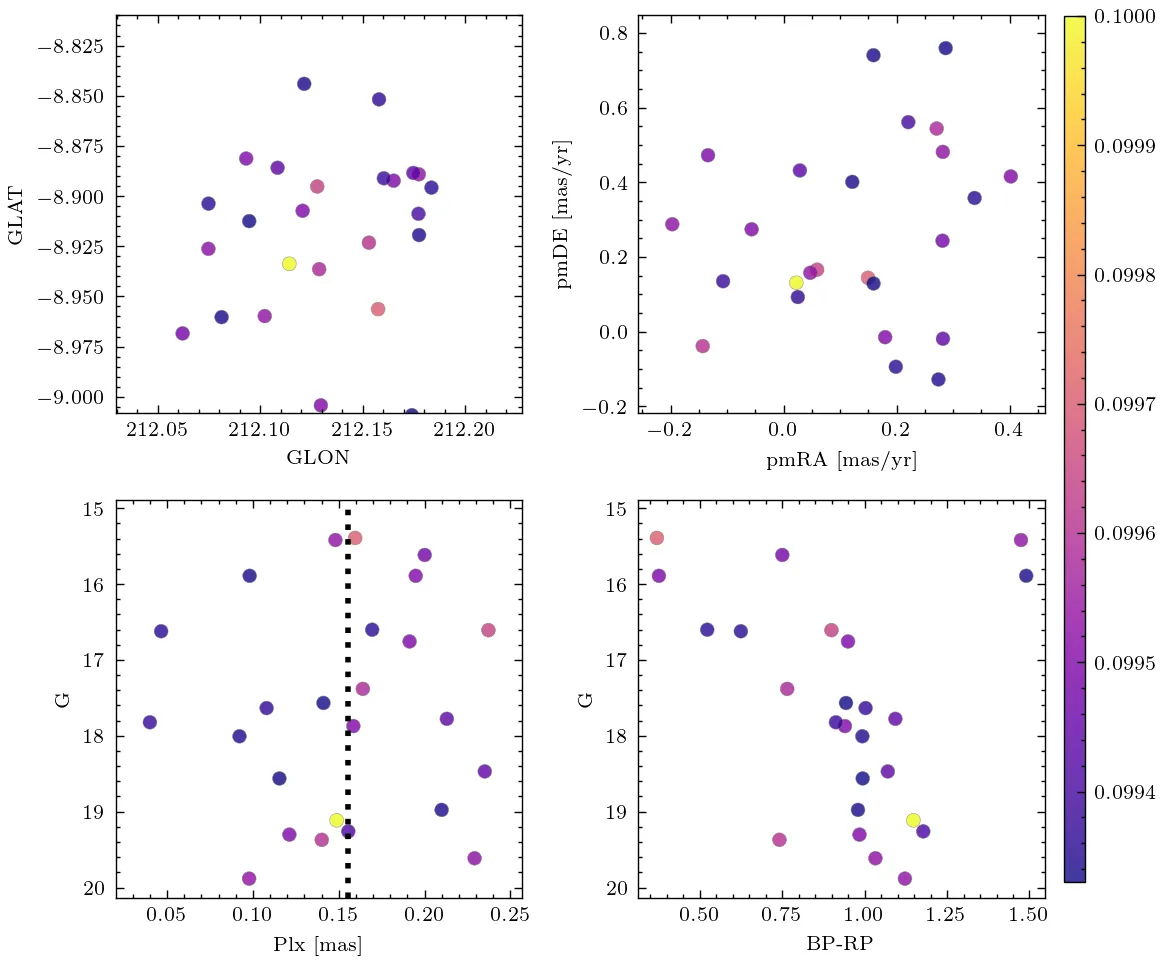 −8.825
−8.850
−8.875
−8.900
−8.925
−8.950
−8.975
−9.000
GLAT
212.05 212.10 212.15 212.20
GLON
0.8
0.6
0.4
0.2
0.0
−0.2
pmDE [mas/yr]
−0.2 0.0 0.2 0.4
pmRA [mas/yr]
0.1000
0.0999
0.0998
0.0997
0.0996
0.0995
0.0994
15
16
17
18
19
20
G
0.05 0.10 0.15 0.20 0.25
Plx [mas]
15
16
17
18
19
20
G
0.50 0.75 1.00 1.25 1.50
BP-RP